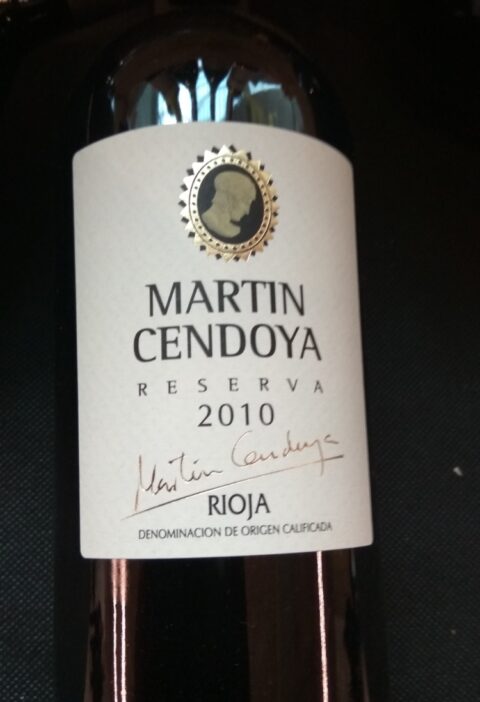 MARTIN
CENDOYA
RESERVA
2010
Martin Cendoya
RIOJA
DENOMINACION DE ORIGEN CALIFICADA